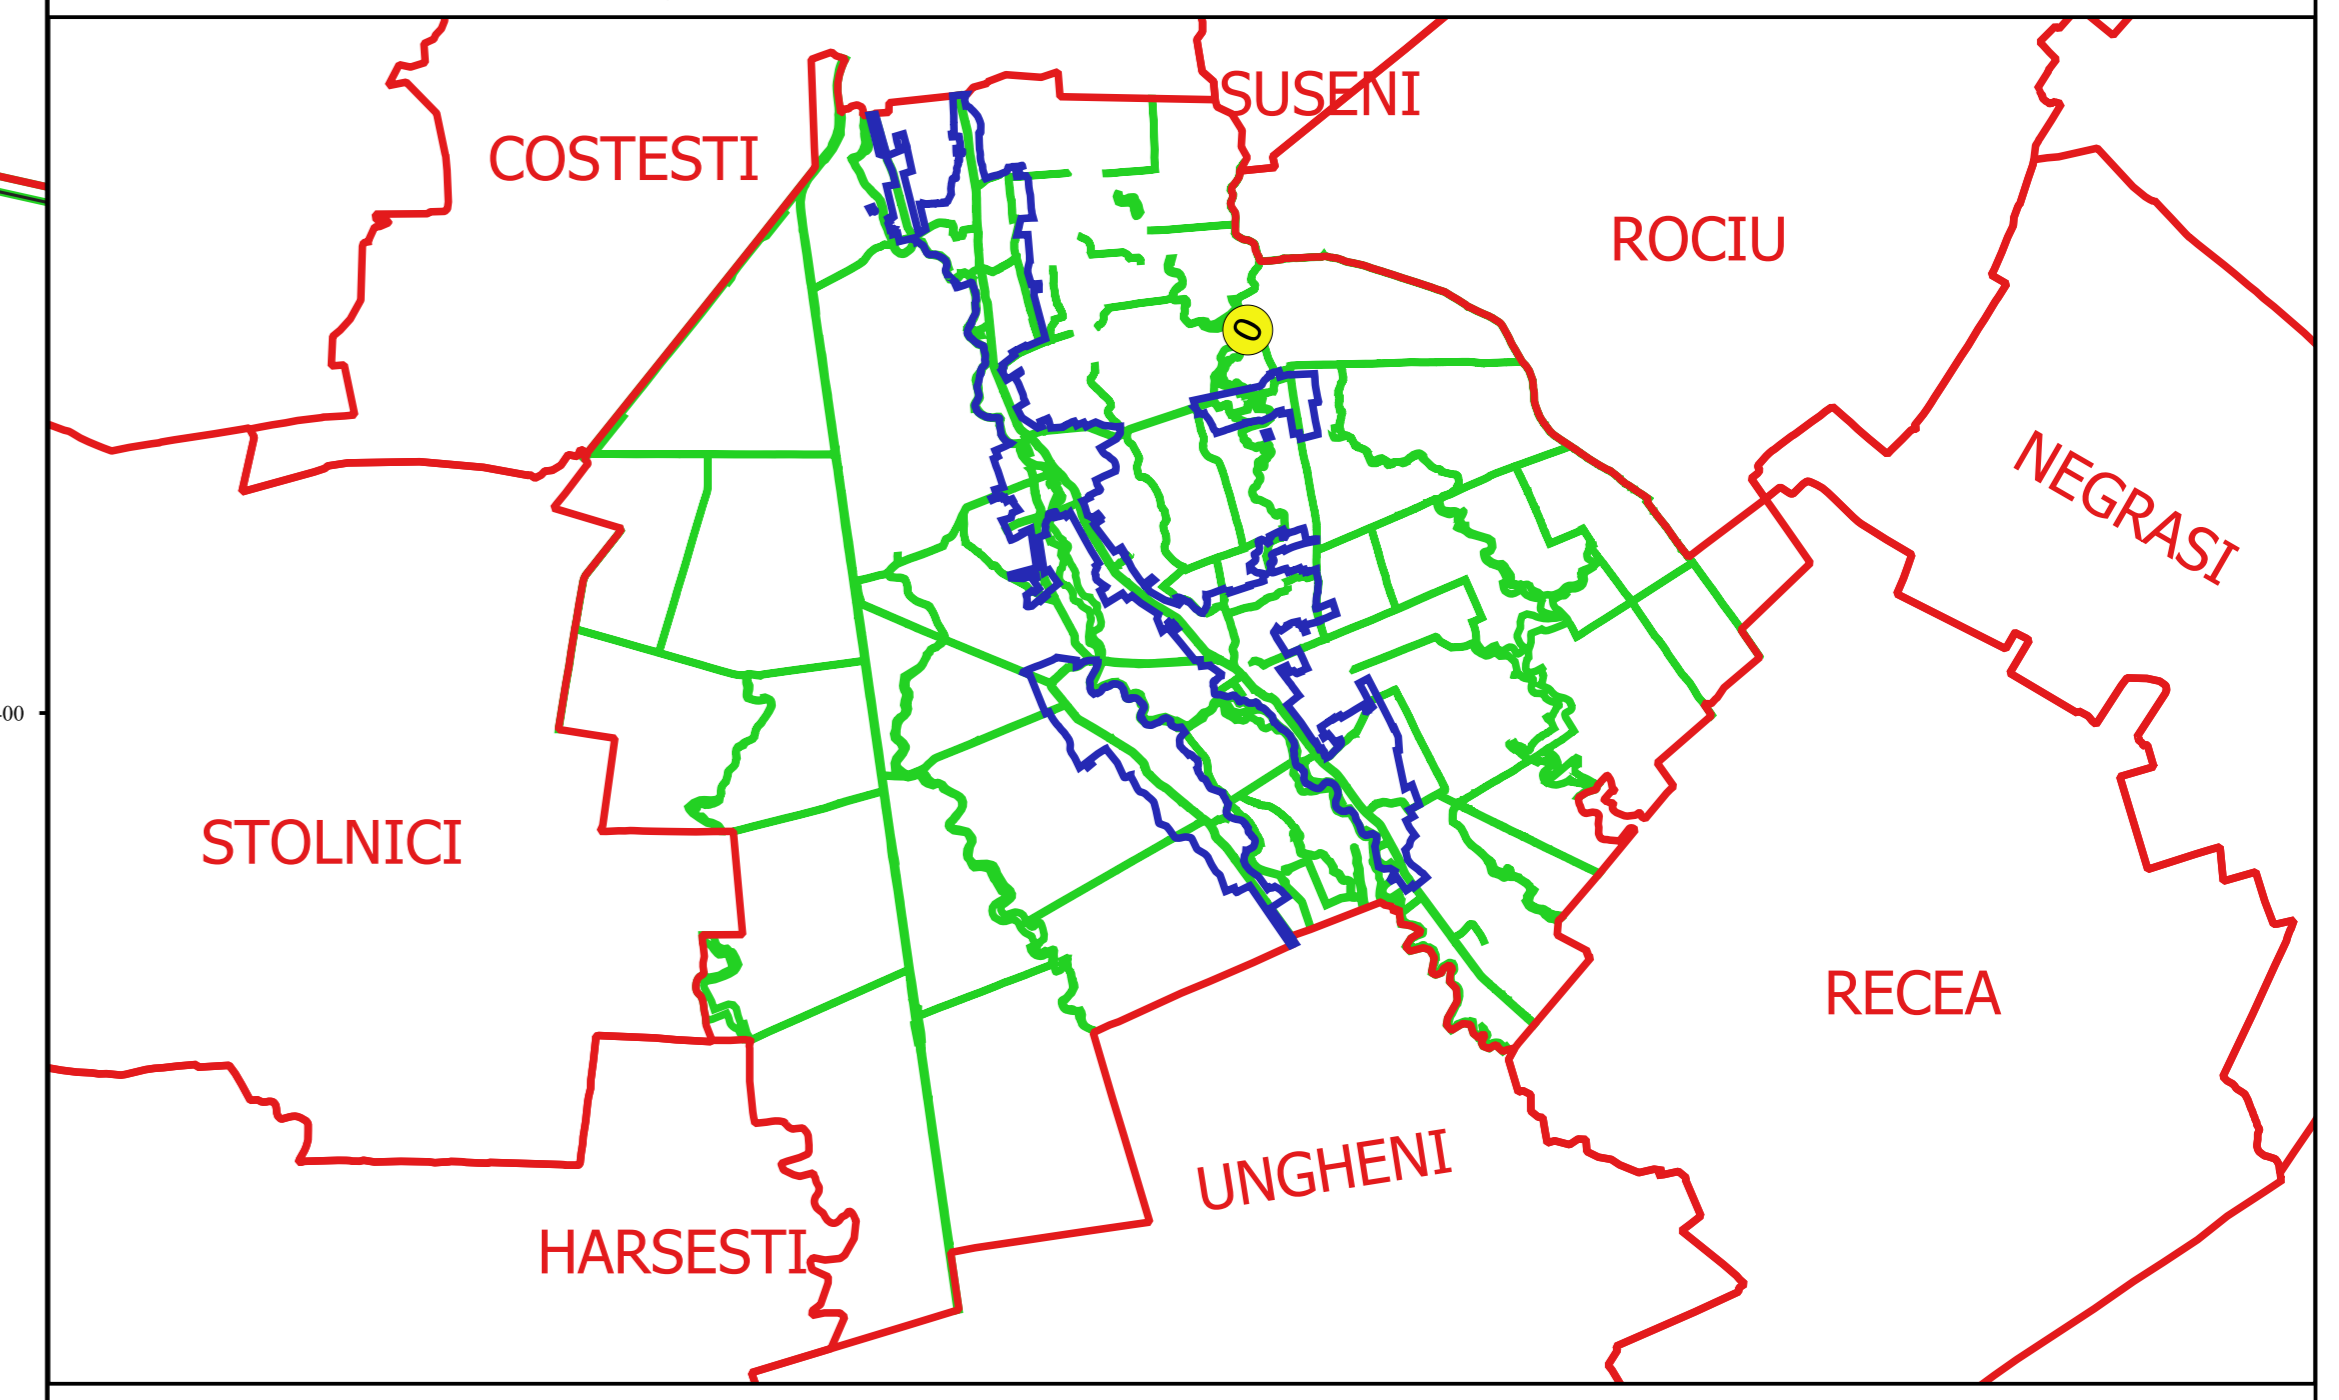 SUSENI
COSTESTI
ROCIU
0
NEGRASI
STOLNICI
RECEA
UNGHENI
HARSESTI